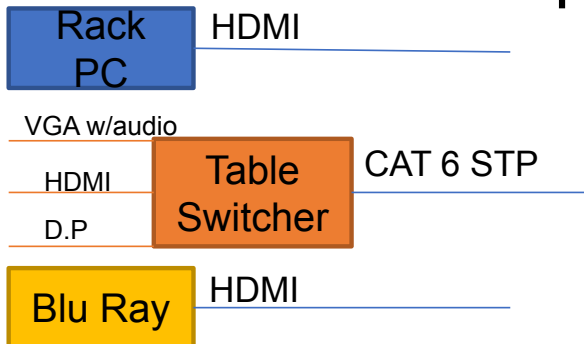 Rack
PC
HDMI
VGA w/audio
HDMI
D.P
Table
Switcher
CAT 6 STP
Blu Ray
HDMI